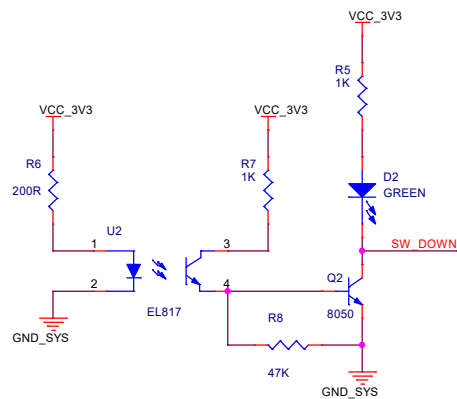 VCC_3V3
R5
1K
VCC_3V3
VCC_3V3
R6
200R
R7
1K
D2
GREEN
U2
1
3
SW_DOWN
2
4
Q2
EL817
8050
R8
GND_SYS
47K
GND_SYS